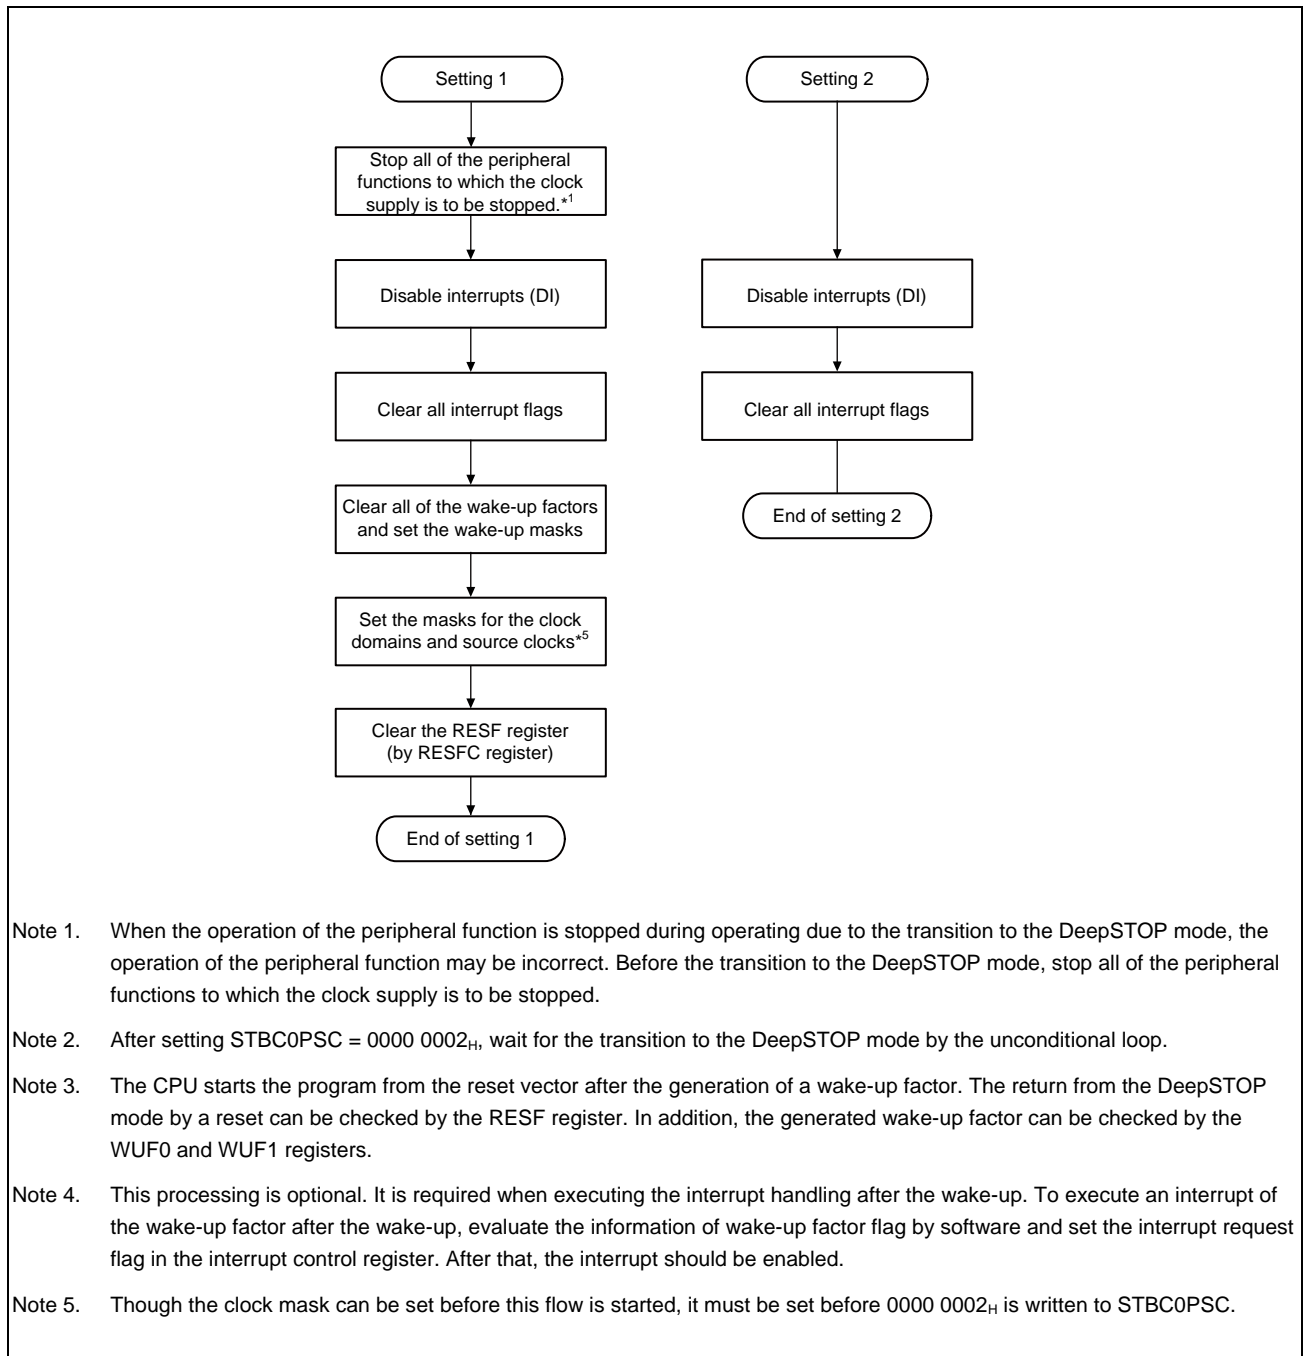 Setting 1
Stop all of the peripheral
functions to which the clock
supply is to be stopped.*1
Disable interrupts (DI)
Clear all interrupt flags
Clear all of the wake-up factors
and set the wake-up masks
Set the masks for the clock
domains and source clocks*5
Clear the RESF register
(by RESFC register)
End of setting 1
Setting 2
Disable interrupts (DI)
Clear all interrupt flags
End of setting 2
Note 1. When the operation of the peripheral function is stopped during operating due to the transition to the DeepSTOP mode, the
operation of the peripheral function may be incorrect. Before the transition to the DeepSTOP mode, stop all of the peripheral
functions to which the clock supply is to be stopped.
Note 2. After setting STBC0PSC = 0000 0002H, wait for the transition to the DeepSTOP mode by the unconditional loop.
Note 3. The CPU starts the program from the reset vector after the generation of a wake-up factor. The return from the DeepSTOP
mode by a reset can be checked by the RESF register. In addition, the generated wake-up factor can be checked by the
WUF0 and WUF1 registers.
Note 4. This processing is optional. It is required when executing the interrupt handling after the wake-up. To execute an interrupt of
the wake-up factor after the wake-up, evaluate the information of wake-up factor flag by software and set the interrupt request
flag in the interrupt control register. After that, the interrupt should be enabled.
Note 5. Though the clock mask can be set before this flow is started, it must be set before 0000 0002H is written to STBC0PSC.